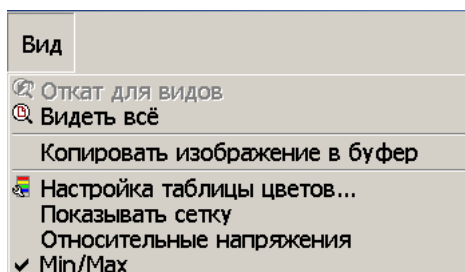 Вид
Откат для видов
Видеть всё
Копировать изображение в буфер
Настройка таблицы цветов...
Показывать сетку
Относительные напряжения
Min/Max